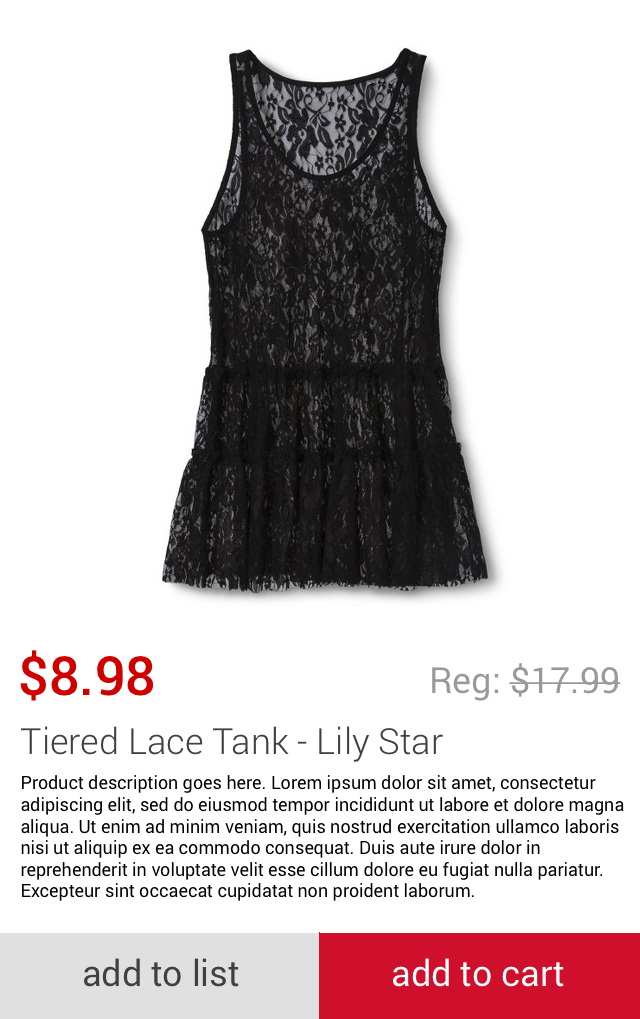 $8.98
Reg: $17.99
Tiered Lace Tank - Lily Star
Product description goes here. Lorem ipsum dolor sit amet, consectetur
adipiscing elit, sed do eiusmod tempor incididunt ut labore et dolore magna
aliqua. Ut enim ad minim veniam, quis nostrud exercitation ullamco laboris
nisi ut aliquip ex ea commodo consequat. Duis aute irure dolor in
reprehenderit in voluptate velit esse cillum dolore eu fugiat nulla pariatur.
Excepteur sint occaecat cupidatat non proident laborum.
add to list
add to cart